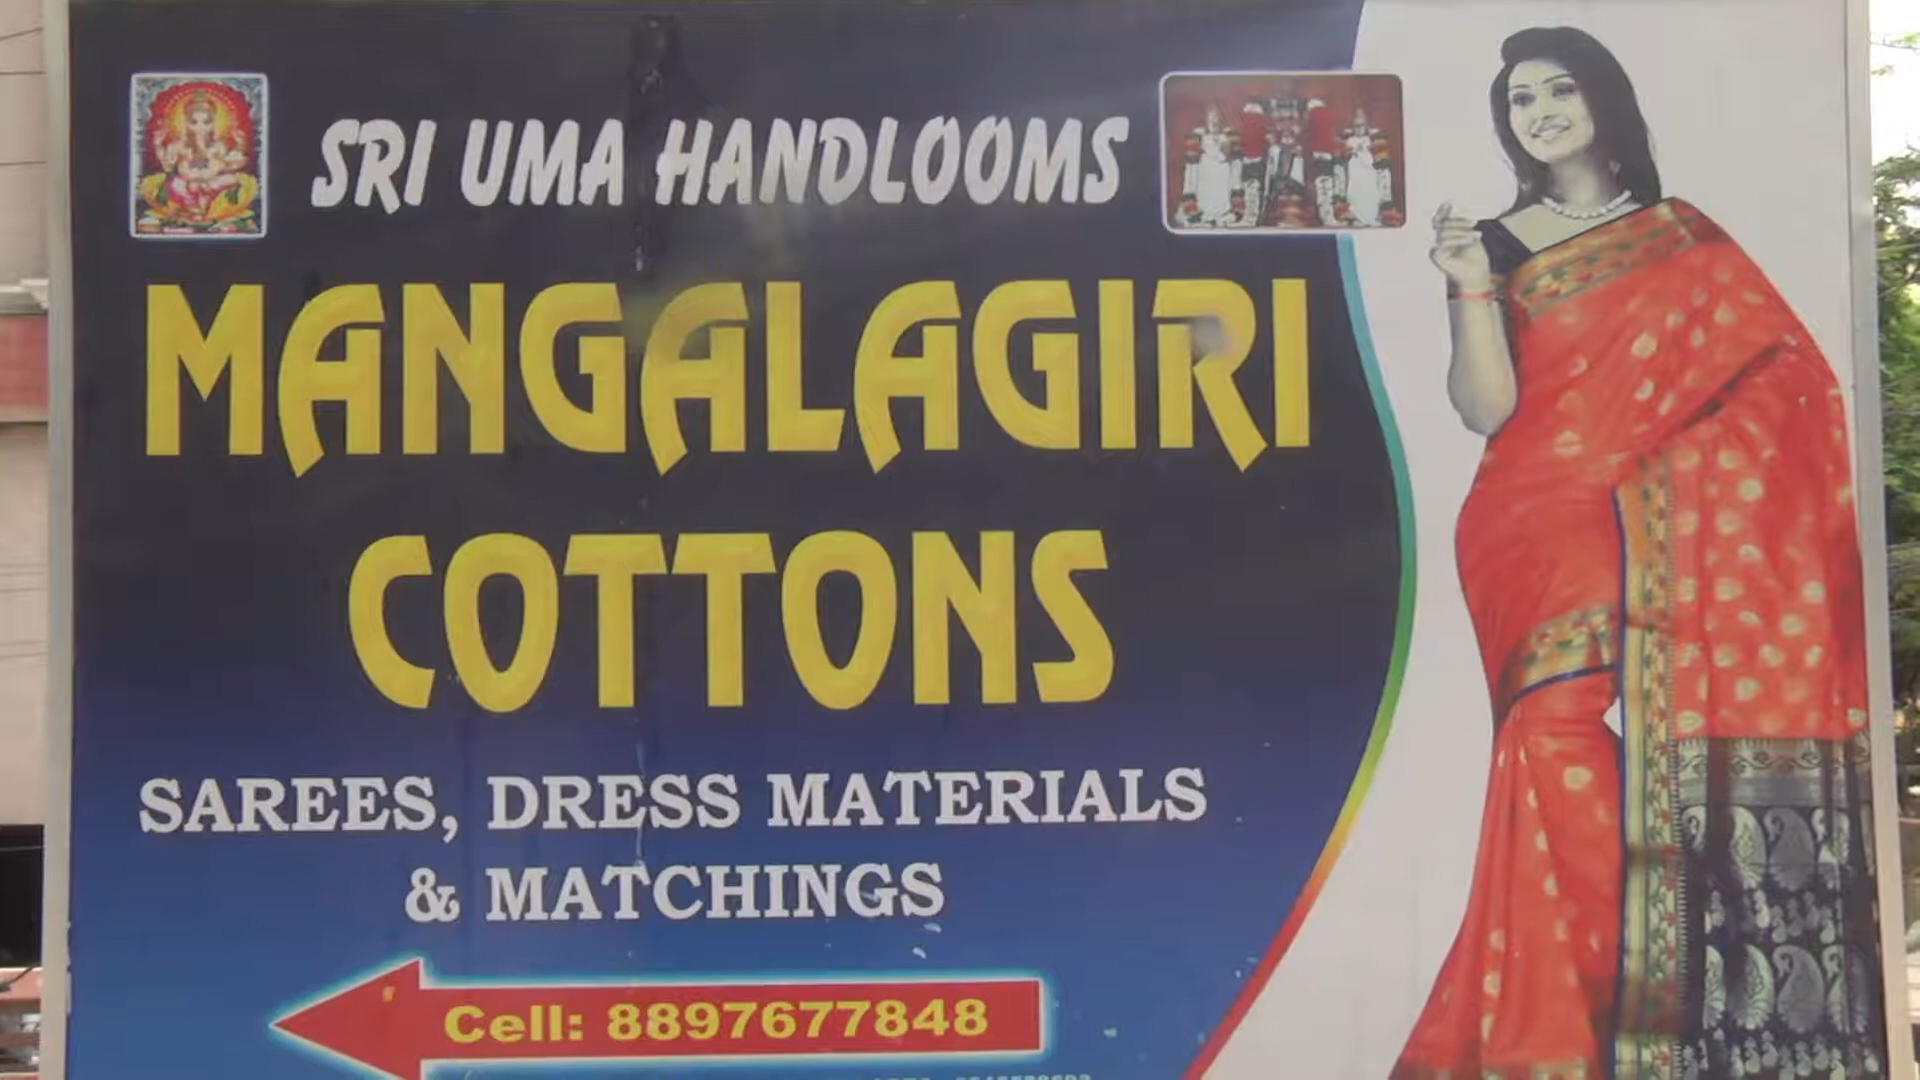 SRI UMA HANDLOOMS
MANGALAGIRI
COTTONS
SAREES, DRESS MATERIALS
& MATCHINGS
Cell: 8897677848